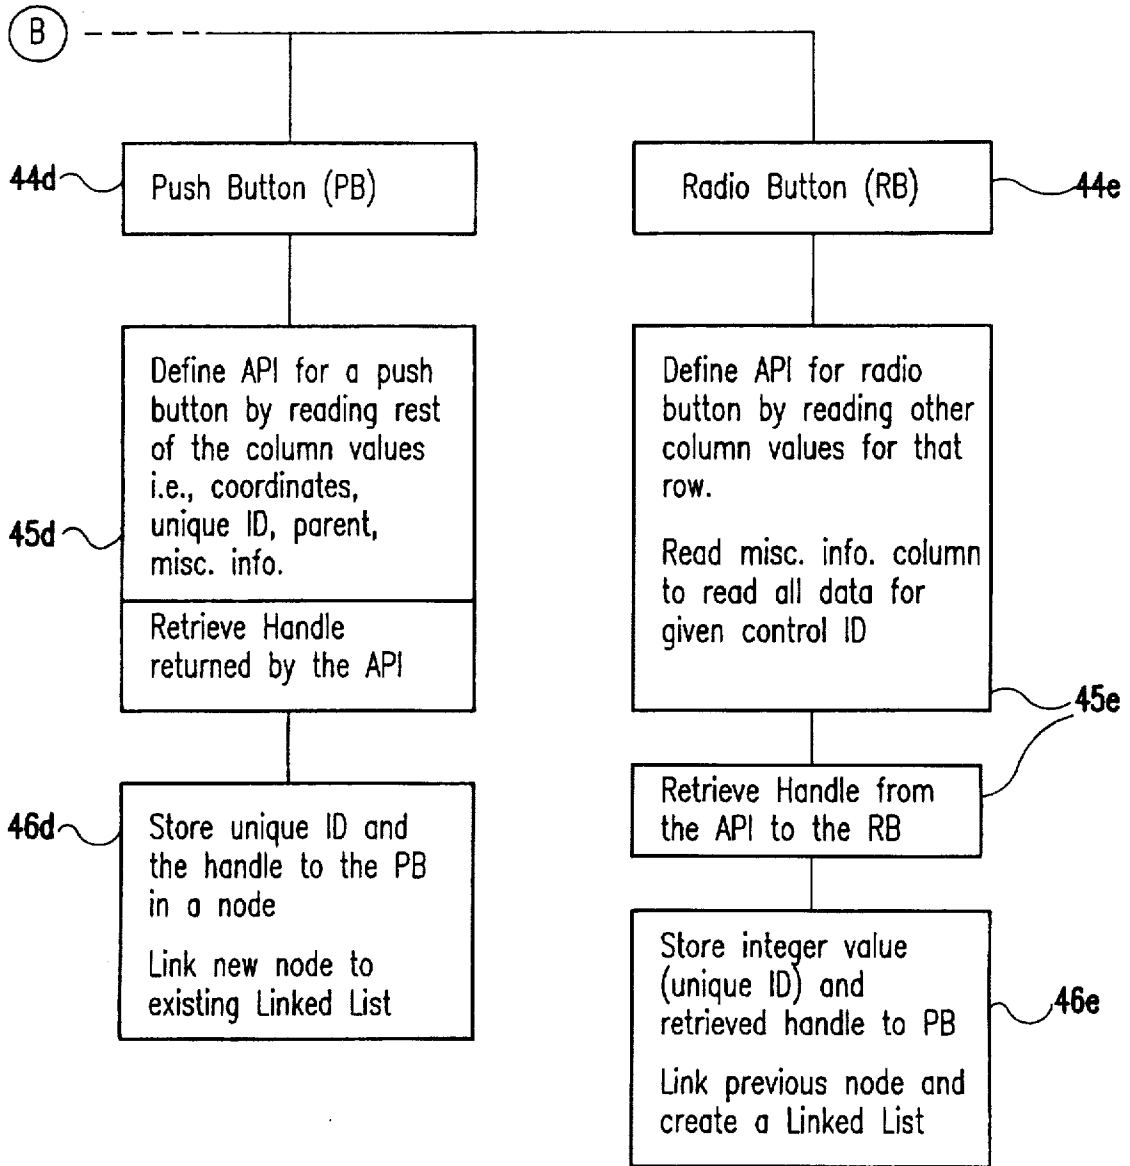 B
44d
Push Button (PB)
Radio Button (RB)
44e
Define API for a push
button by reading rest
of the column values
i.e., coordinates,
unique ID, parent,
misc. info.
45d
Retrieve Handle
returned by the API
Define API for radio
button by reading other
column values for that
row.
Read misc. info. column
to read all data for
given control ID
45e
Retrieve Handle from
the API to the RB
46d
Store unique ID and
the handle to the PB
in a node
Link new node to
existing Linked List
Store integer value
(unique ID) and
retrieved handle to PB
Link previous node and
create a Linked List
46e